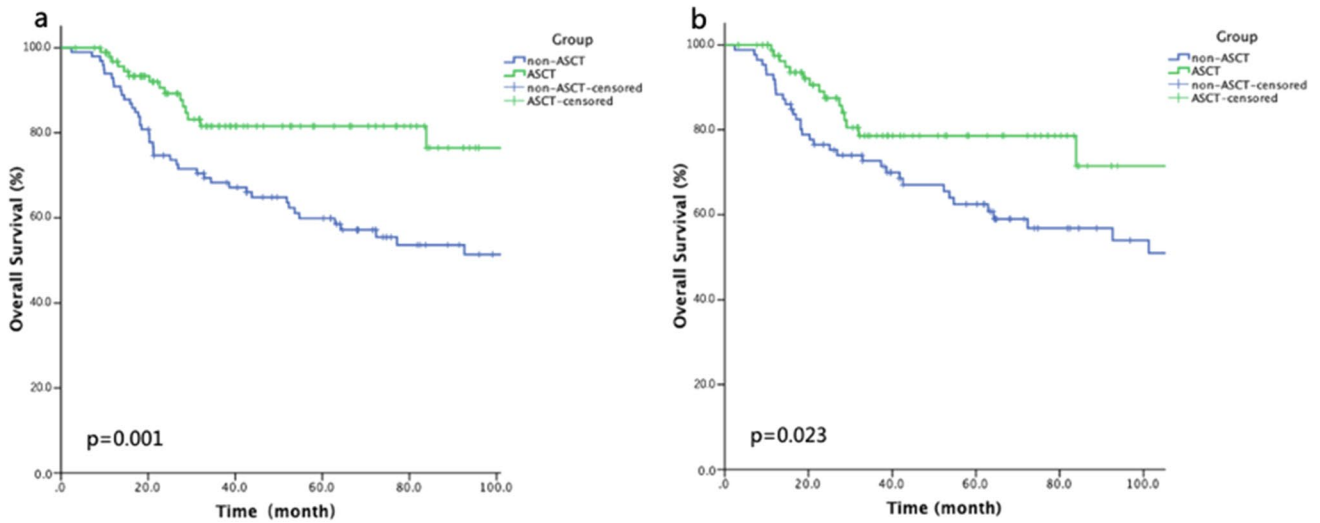 a
Group
non-ASCT
ASCT
non-ASCT-censored
ASCT-censored
100.0
80.0
60.0
40.0
20.0
0.0
Overall Survival (%)
p=0.001
.0 20.0 40.0 60.0 80.0 100.0
Time (month)
b
Group
non-ASCT
ASCT
non-ASCT-censored
ASCT-censored
100.0
80.0
60.0
40.0
20.0
0.0
Overall Survival (%)
p=0.023
.0 20.0 40.0 60.0 80.0 100.0
Time (month)